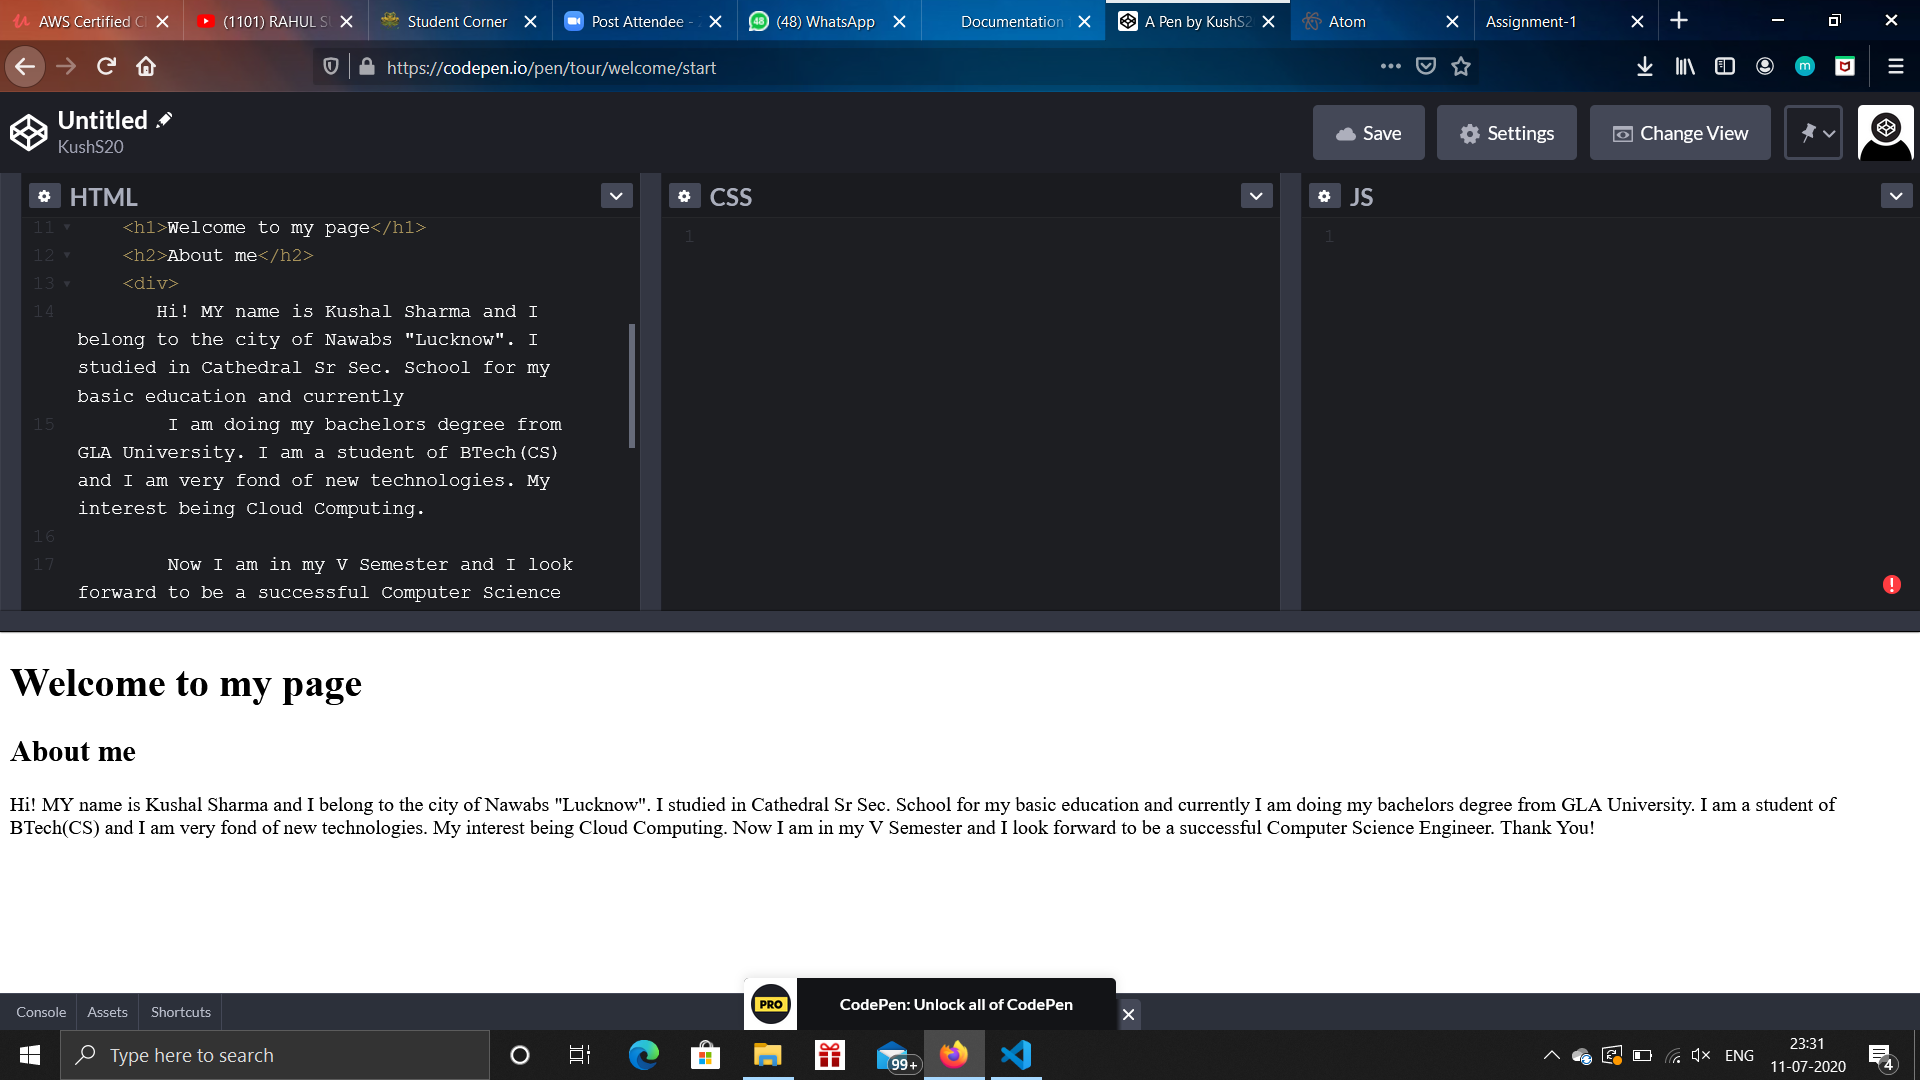 AWS Certified Cl
(1101) RAHUL SU
Student Corner
Post Attendee -
(48) WhatsApp
Documentation
A Pen by KushS2
Atom
Assignment-1
https://codepen.io/pen/tour/welcome/start
Untitled
KushS20
Save
Settings
Change View
HTML
CSS
JS
11 <h1>Welcome to my page</h1>
12 <h2>About me</h2>
13 <div>
14 Hi! MY name is Kushal Sharma and I
belong to the city of Nawabs "Lucknow". I
studied in Cathedral Sr Sec. School for my
basic education and currently
15 I am doing my bachelors degree from
GLA University. I am a student of BTech(CS)
and I am very fond of new technologies. My
interest being Cloud Computing.
16
17 Now I am in my V Semester and I look
forward to be a successful Computer Science
1
1
Welcome to my page
About me
Hi! MY name is Kushal Sharma and I belong to the city of Nawabs "Lucknow". I studied in Cathedral Sr Sec. School for my basic education and currently I am doing my bachelors degree from GLA University. I am a student of
BTech(CS) and I am very fond of new technologies. My interest being Cloud Computing. Now I am in my V Semester and I look forward to be a successful Computer Science Engineer. Thank You!
Console
Assets
Shortcuts
PRO
CodePen: Unlock all of CodePen
Type here to search
99+
ENG
23:31
11-07-2020
4